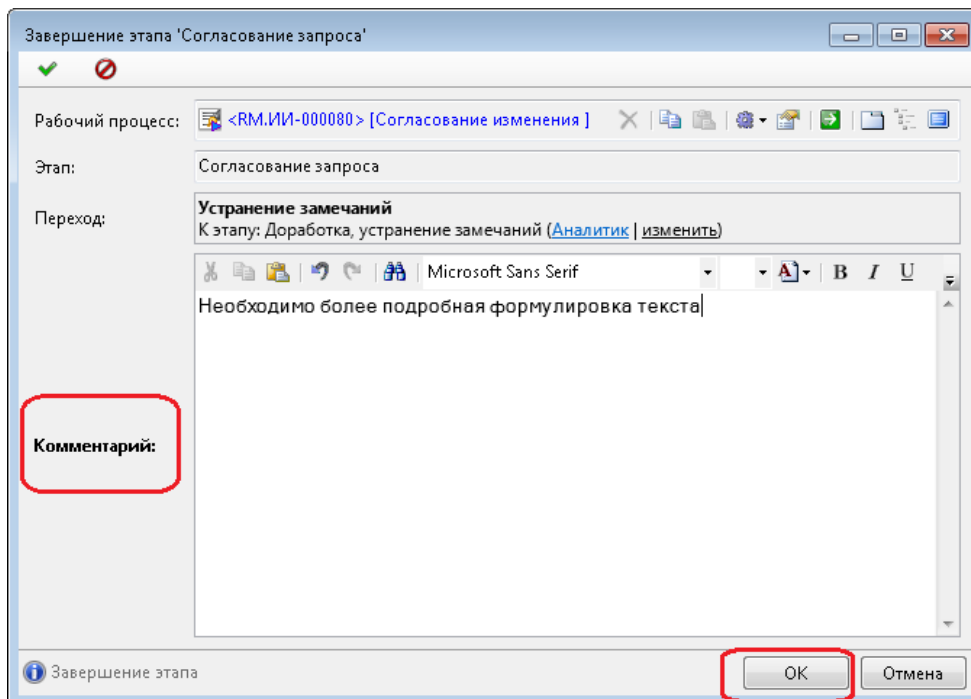 Завершение этапа 'Согласование запроса'
Рабочий процесс: <RM.ИИ-000080> [Согласование изменения ]
Этап: Согласование запроса
Переход: Устранение замечаний
К этапу: Доработка, устранение замечаний (Аналитик | изменить)
Microsoft Sans Serif A B I U
Необходимо более подробная формулировка текста
Комментарий:
Завершение этапа OK Отмена